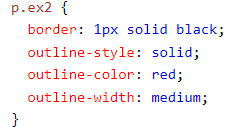 p.ex2 {
  border: 1px solid black;
  outline-style: solid;
  outline-color: red;
  outline-width: medium;
}